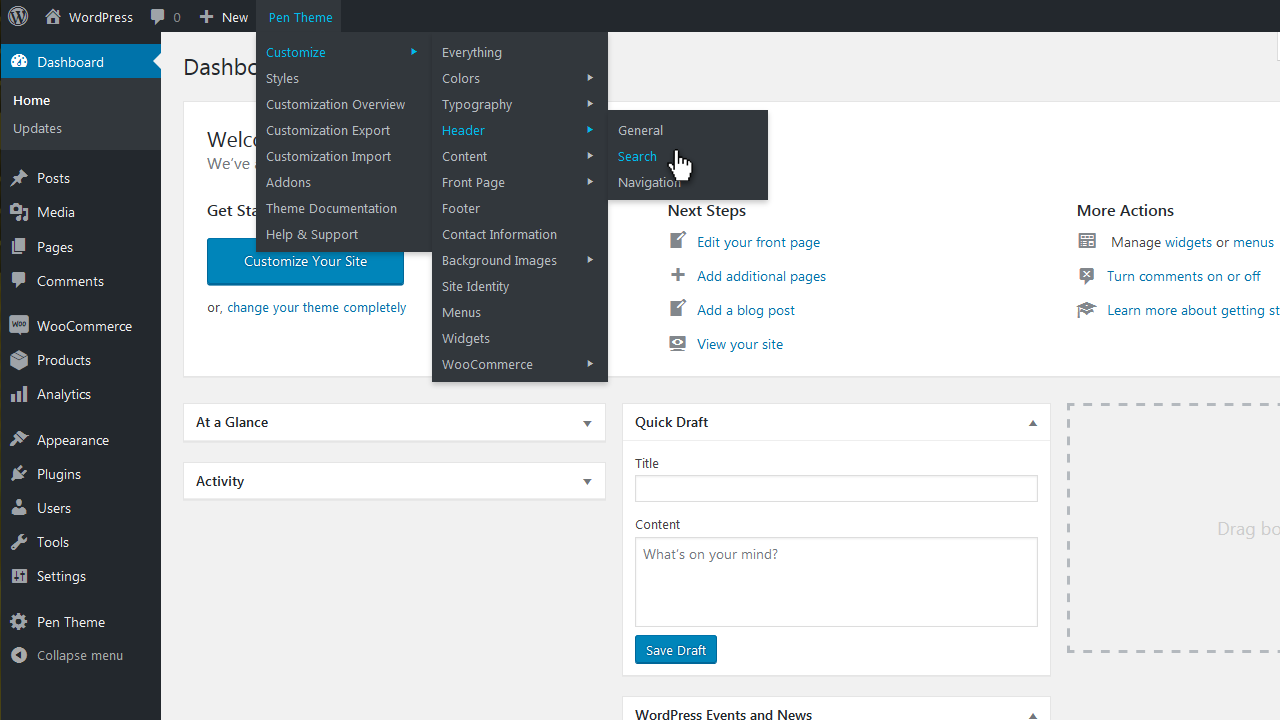 WordPress 0 New Pen Theme
Dashboard
Home
Updates
Posts
Media
Pages
Comments
WooCommerce
Products
Analytics
Appearance
Plugins
Users
Tools
Settings
Pen Theme
Collapse menu
Customize
Styles
Customization Overview
Customization Export
Customization Import
Addons
Theme Documentation
Help & Support
Everything
Colors
Typography
Header
Content
Front Page
Footer
Contact Information
Background Images
Site Identity
Menus
Widgets
WooCommerce
General
Search
Navigation
Dashbo
Welc
We've a
Get Sta
Customize Your Site
or, change your theme completely
Next Steps
Edit your front page
Add additional pages
Add a blog post
View your site
More Actions
Manage widgets or menus
Turn comments on or off
Learn more about getting st
At a Glance
Activity
Quick Draft
Title
Content
What's on your mind?
Save Draft
WordPress Events and News
Drag bo